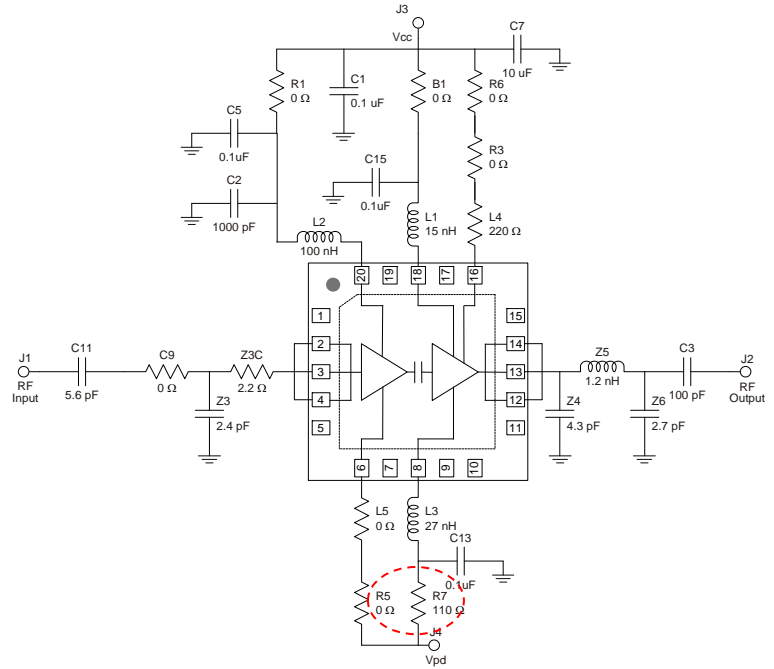 J3
Vcc
C7
10 uF
R1
0 Ω
C1
0.1 uF
B1
0 Ω
R6
0 Ω
C5
0.1uF
R3
0 Ω
C15
0.1uF
C2
1000 pF
L1
15 nH
L4
220 Ω
L2
100 nH
20
19
18
17
16
1
15
2
14
3
13
4
12
5
11
6
7
8
9
10
J1
RF
Input
C11
5.6 pF
C9
0 Ω
Z3C
2.2 Ω
Z3
2.4 pF
Z5
1.2 nH
C3
100 pF
J2
RF
Output
Z4
4.3 pF
Z6
2.7 pF
L5
0 Ω
L3
27 nH
C13
0.1uF
R5
0 Ω
R7
110 Ω
J4
Vpd